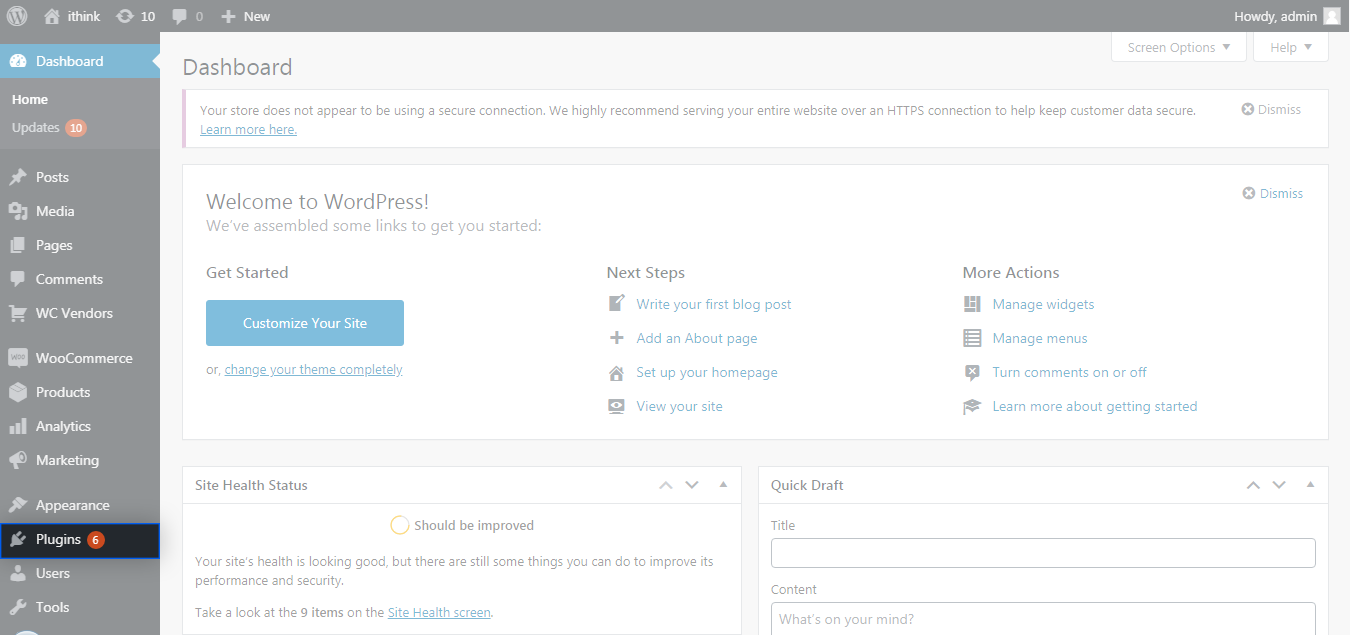 ithink
10
0
New
Howdy, admin
Dashboard
Home
Updates 10
Posts
Media
Pages
Comments
WC Vendors
WooCommerce
Products
Analytics
Marketing
Appearance
Plugins 6
Users
Tools
Screen Options
Help
Dashboard
Your store does not appear to be using a secure connection. We highly recommend serving your entire website over an HTTPS connection to help keep customer data secure.
Learn more here.
Dismiss
Welcome to WordPress!
We've assembled some links to get you started:
Dismiss
Get Started
Customize Your Site
or, change your theme completely
Next Steps
Write your first blog post
Add an About page
Set up your homepage
View your site
More Actions
Manage widgets
Manage menus
Turn comments on or off
Learn more about getting started
Site Health Status
Should be improved
Your site's health is looking good, but there are still some things you can do to improve its
performance and security.
Take a look at the 9 items on the Site Health screen.
Quick Draft
Title
Content
What's on your mind?